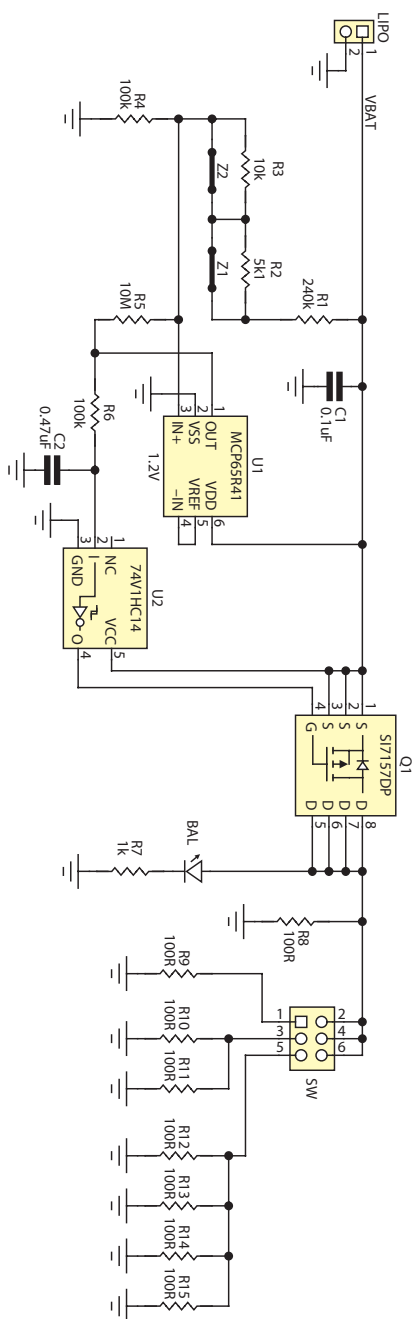 LIPO
1
2
VBAT
R4
100k
R3
10k
Z2
R2
5k1
Z1
R1
240k
R5
10M
R6
100k
C1
0.1uF
C2
0.47uF
U1
MCP65R41
1.2V
1
OUT
2
VSS
3
IN+
VDD
6
VREF
5
–IN
4
U2
74V1HC14
1
NC
2
I
3
GND
VCC
5
O
4
Q1
SI7157DP
1
S
2
S
3
S
4
G
D
8
D
7
D
6
D
5
BAL
R7
1k
R8
100R
SW
2
4
6
1
3
5
R9
100R
R10
100R
R11
100R
R12
100R
R13
100R
R14
100R
R15
100R